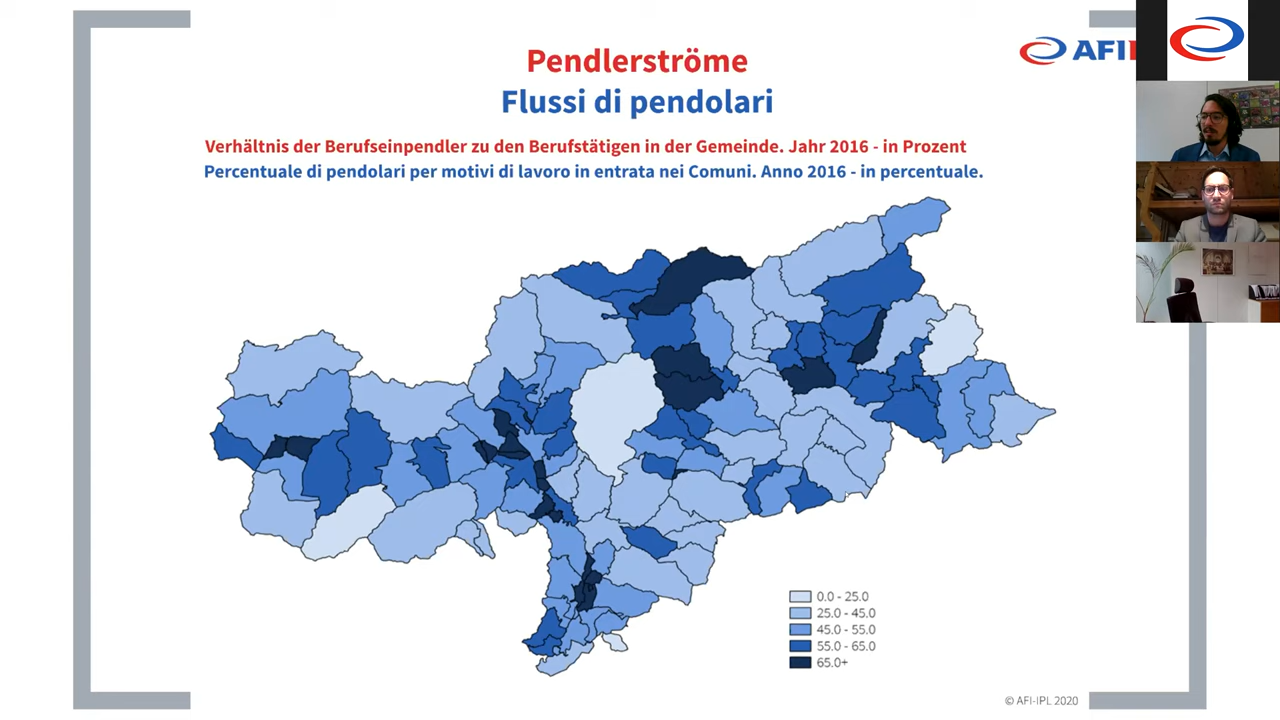 Pendlerströme
Flussi di pendolari
AFI
Verhältnis der Berufseinpendler zu den Berufstätigen in der Gemeinde. Jahr 2016 - in Prozent
Percentuale di pendolari per motivi di lavoro in entrata nei Comuni. Anno 2016 - in percentuale.
0.0 - 25.0
25.0 - 45.0
45.0 - 55.0
55.0 - 65.0
65.0+
© AFI-IPL 2020